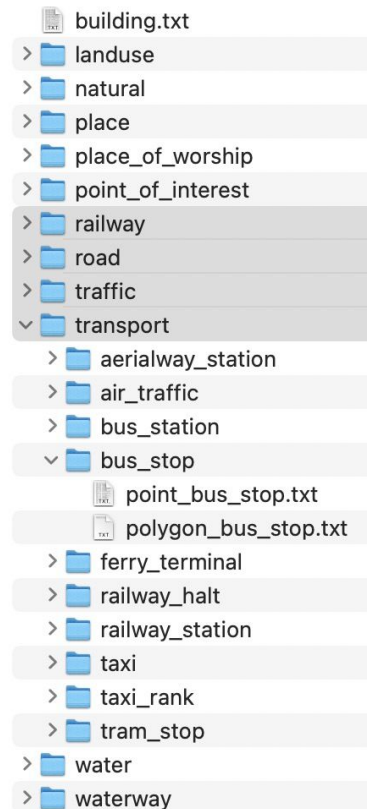 building.txt
landuse
natural
place
place_of_worship
point_of_interest
railway
road
traffic
transport
aerialway_station
air_traffic
bus_station
bus_stop
point_bus_stop.txt
polygon_bus_stop.txt
ferry_terminal
railway_halt
railway_station
taxi
taxi_rank
tram_stop
water
waterway